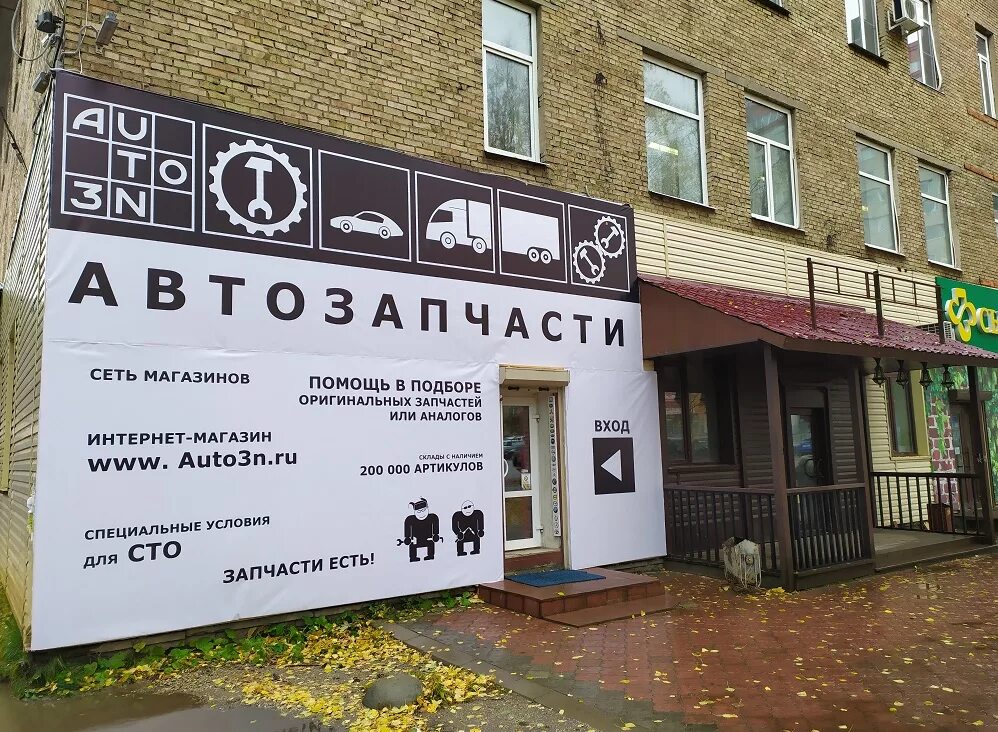 AU
TO
3N
АВТОЗАПЧАСТИ
СЕТЬ МАГАЗИНОВ
ИНТЕРНЕТ-МАГАЗИН
www. Auto3n.ru
СПЕЦИАЛЬНЫЕ УСЛОВИЯ
для СТО
ПОМОЩЬ В ПОДБОРЕ
ОРИГИНАЛЬНЫХ ЗАПЧАСТЕЙ
ИЛИ АНАЛОГОВ
СКЛАДЫ С НАЛИЧИЕМ
200 000 АРТИКУЛОВ
ЗАПЧАСТИ ЕСТЬ!
ВХОД